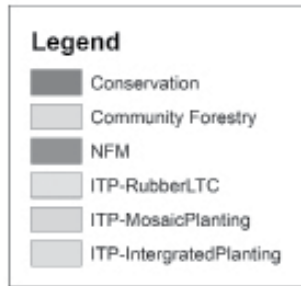 Legend
Conservation
Community Forestry
NFM
ITP-RubberLTC
ITP-MosaicPlanting
ITP-IntergratedPlanting